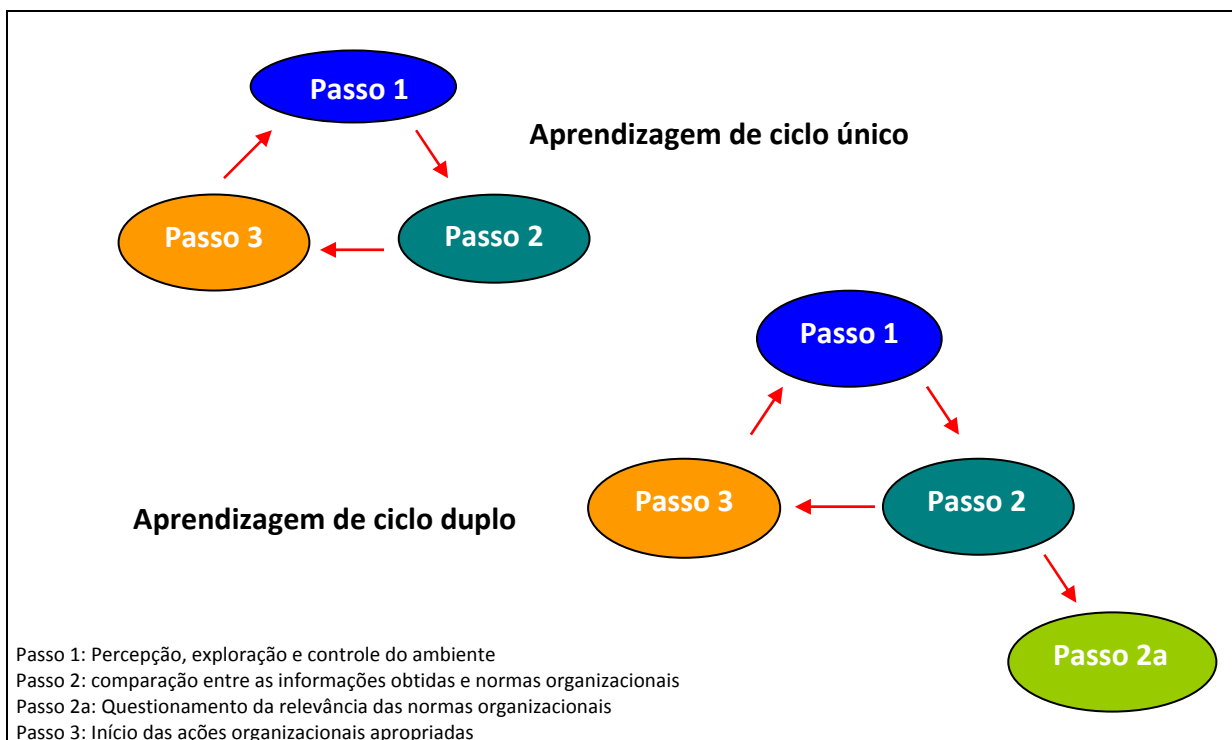 Passo 1
Aprendizagem de ciclo único
Passo 3
Passo 2
Passo 1
Passo 3
Passo 2
Aprendizagem de ciclo duplo
Passo 2a
Passo 1: Percepção, exploração e controle do ambiente
Passo 2: comparação entre as informações obtidas e normas organizacionais
Passo 2a: Questionamento da relevância das normas organizacionais
Passo 3: Início das ações organizacionais apropriadas